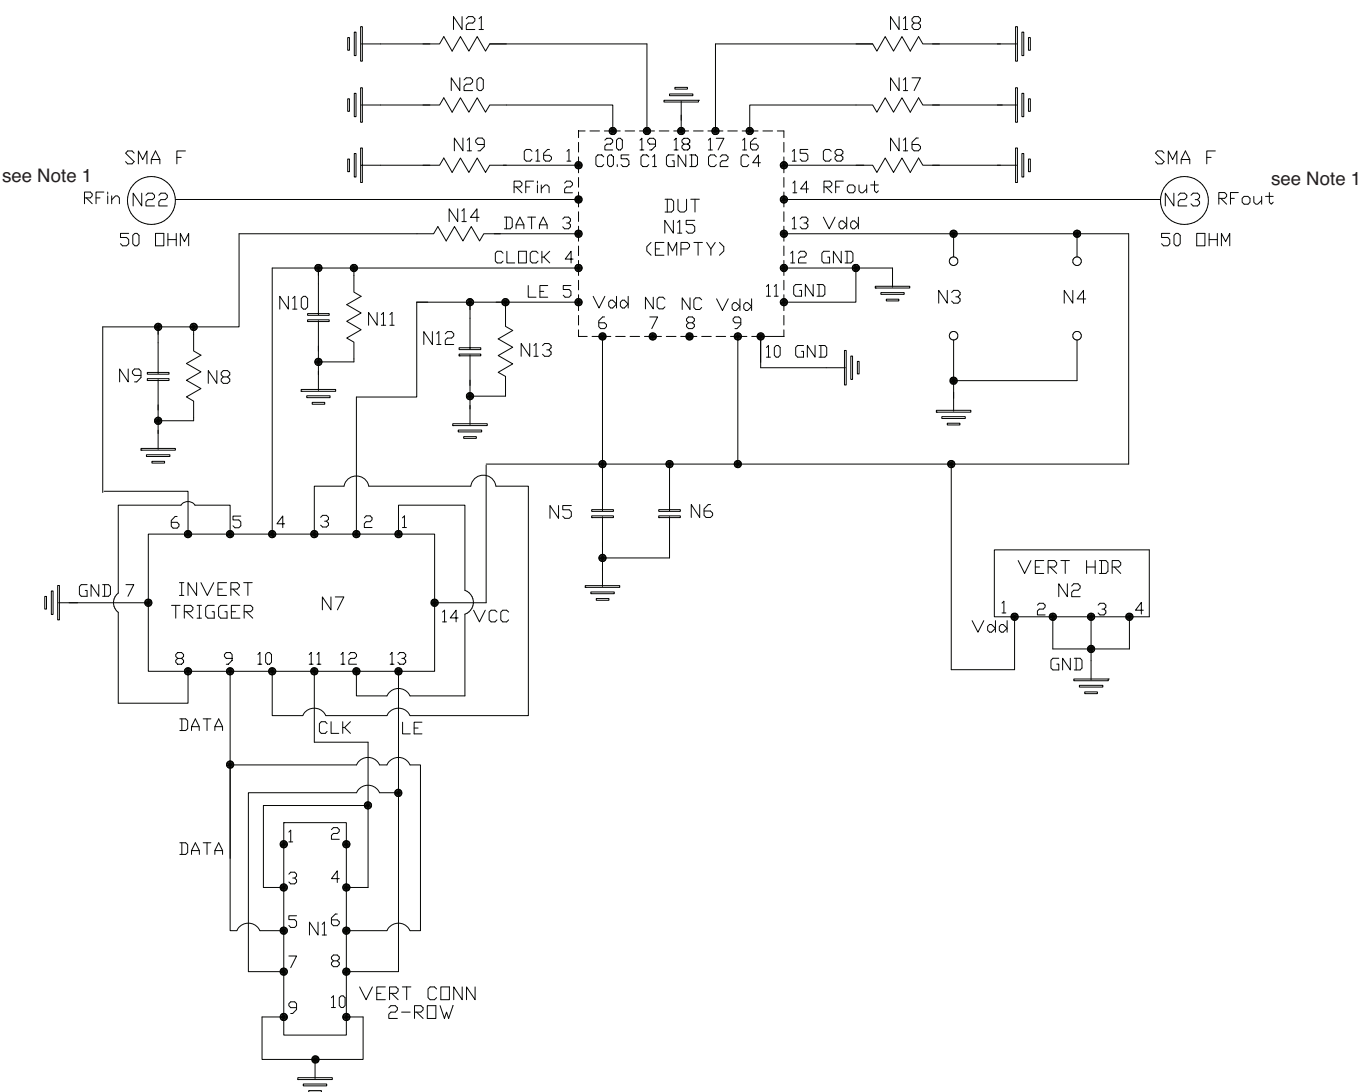 N21
N18
N20
N17
20 19 18 17 16
C0.5 C1 GND C2 C4
N19
C16 1
15 C8
N16
SMA F
SMA F
see Note 1
see Note 1
RFin N22
RFin 2
14 RFout
N23 RFout
50 OHM
50 OHM
DUT
N15
(EMPTY)
N14
DATA 3
13 Vdd
CLOCK 4
12 GND
LE 5
11 GND
Vdd NC NC Vdd
6 7 8 9
10 GND
N3
N4
N10
N11
N12
N13
N9
N8
N5
N6
6 5 4 3 2 1
GND 7
INVERT
TRIGGER
N7
14 VCC
8 9 10 11 12 13
VERT HDR
N2
1 2 3 4
Vdd
GND
DATA
CLK
LE
DATA
1 2
3 4
5 N1 6
7 8
9 10
VERT CONN
2-ROW